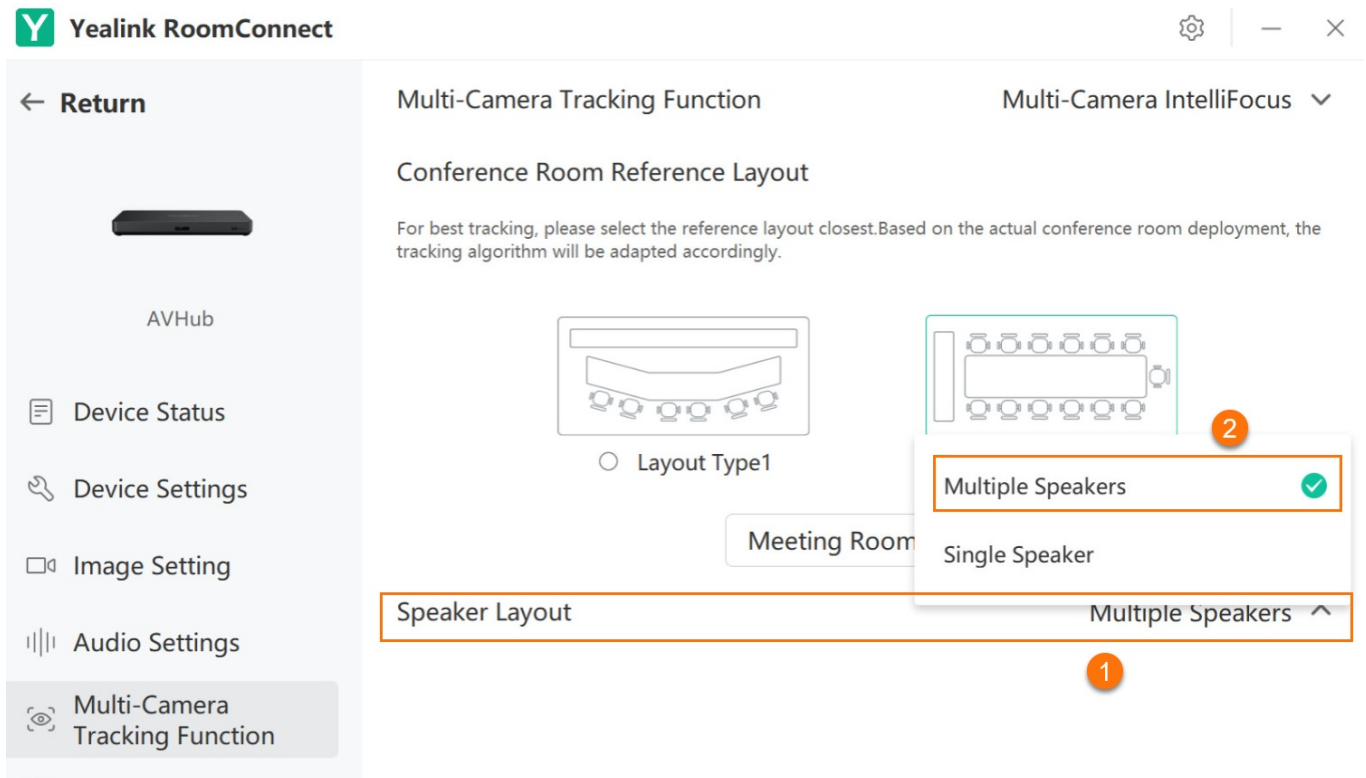 Yealink RoomConnect
Return
AVHub
Device Status
Device Settings
Image Setting
Audio Settings
Multi-Camera
Tracking Function
Multi-Camera Tracking Function
Multi-Camera IntelliFocus
Conference Room Reference Layout
For best tracking, please select the reference layout closest.Based on the actual conference room deployment, the
tracking algorithm will be adapted accordingly.
Layout Type1
2
Multiple Speakers
Meeting Room
Single Speaker
Speaker Layout
Multiple Speakers
1